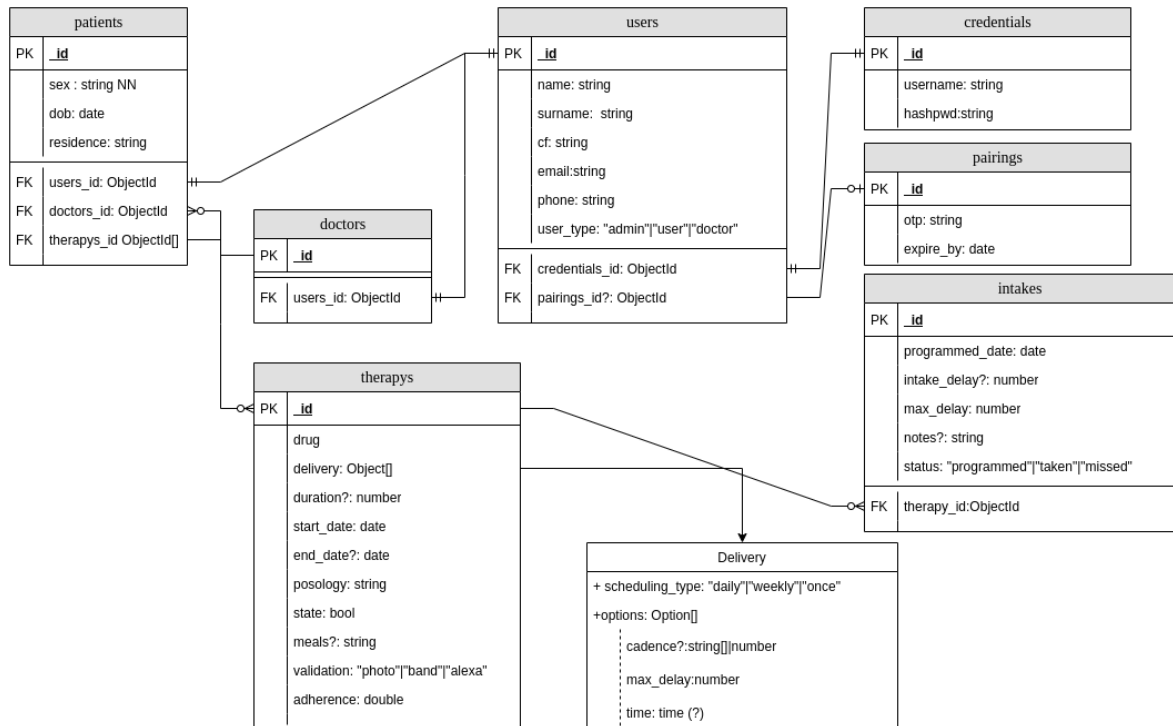 patients
PK _id
sex : string NN
dob: date
residence: string
FK users_id: ObjectId
FK doctors_id: ObjectId
FK therapys_id ObjectId[]
doctors
PK _id
FK users_id: ObjectId
users
PK _id
name: string
surname:  string
cf: string
email:string
phone: string
user_type: "admin"|"user"|"doctor"
FK credentials_id: ObjectId
FK pairings_id?: ObjectId
credentials
PK _id
username: string
hashpwd:string
pairings
PK _id
otp: string
expire_by: date
intakes
PK _id
programmed_date: date
intake_delay?: number
max_delay: number
notes?: string
status: "programmed"|"taken"|"missed"
FK therapy_id:ObjectId
therapys
PK _id
drug
delivery: Object[]
duration?: number
start_date: date
end_date?: date
posology: string
state: bool
meals?: string
validation: "photo"|"band"|"alexa"
adherence: double
Delivery
+ scheduling_type: "daily"|"weekly"|"once"
+options: Option[]
cadence?:string[]|number
max_delay:number
time: time (?)